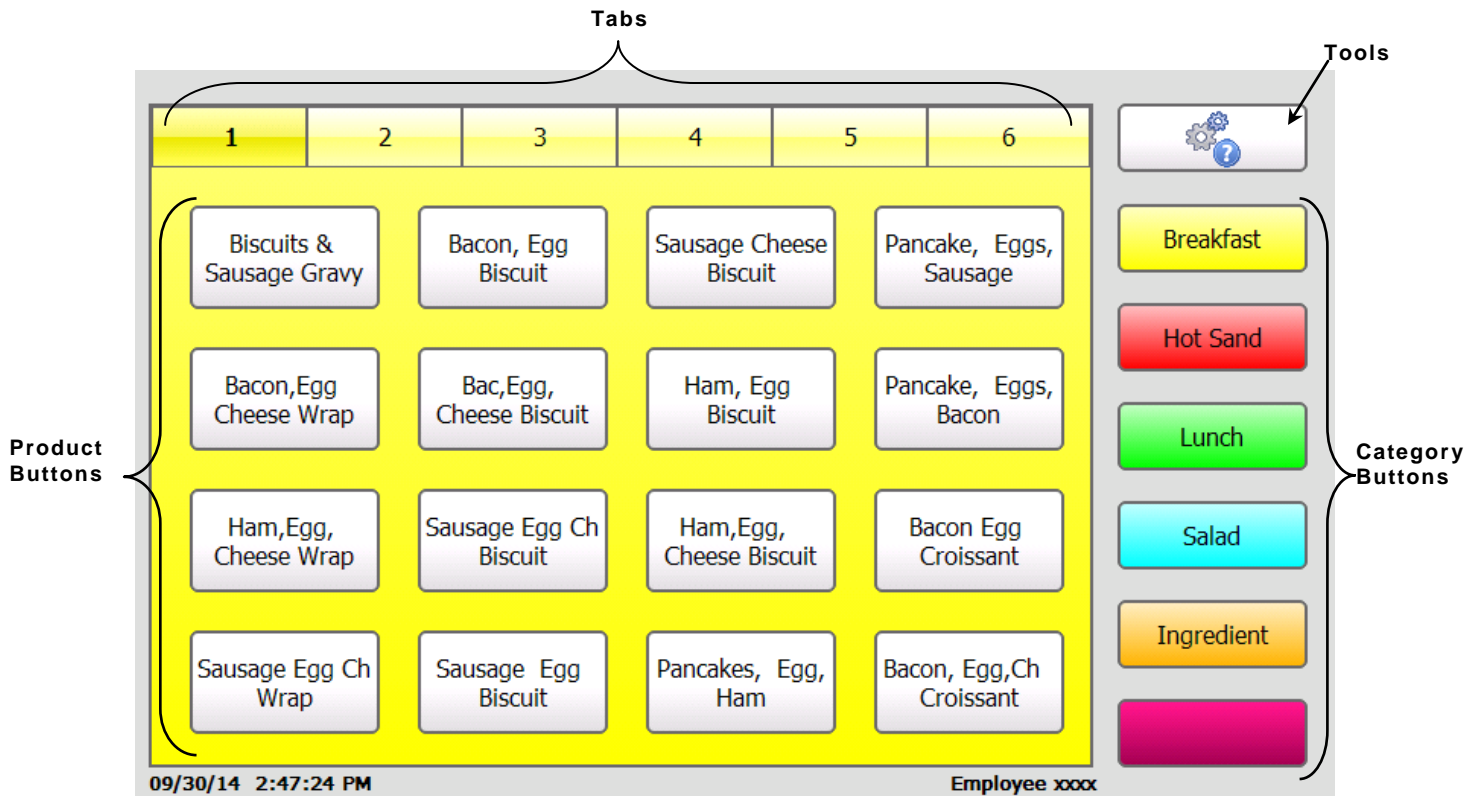 Tabs
Tools
1 2 3 4 5 6
?
Biscuits &
Sausage Gravy
Bacon, Egg
Biscuit
Sausage Cheese
Biscuit
Pancake, Eggs,
Sausage
Breakfast
Hot Sand
Bacon,Egg
Cheese Wrap
Bac,Egg,
Cheese Biscuit
Ham, Egg
Biscuit
Pancake, Eggs,
Bacon
Lunch
Product
Buttons
Category
Buttons
Ham,Egg,
Cheese Wrap
Sausage Egg Ch
Biscuit
Ham,Egg,
Cheese Biscuit
Bacon Egg
Croissant
Salad
Ingredient
Sausage Egg Ch
Wrap
Sausage Egg
Biscuit
Pancakes, Egg,
Ham
Bacon, Egg,Ch
Croissant
09/30/14 2:47:24 PM
Employee xxxx